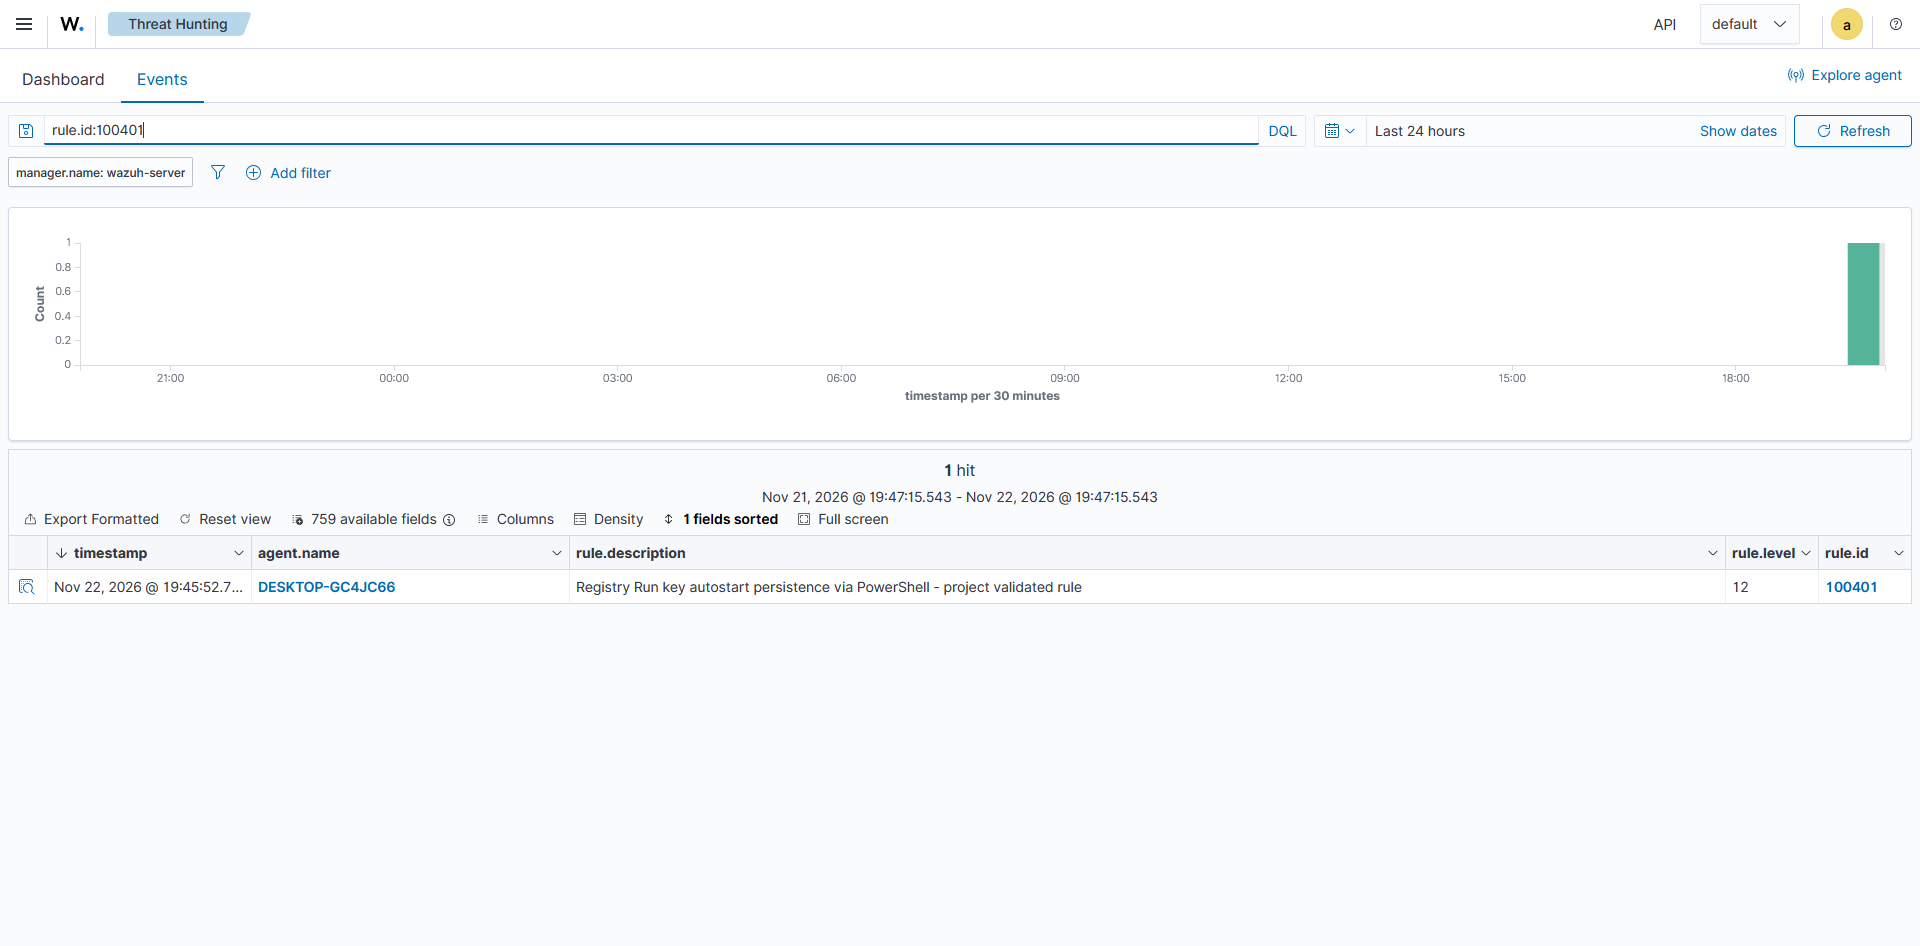 W. Threat Hunting API default a
Dashboard Events Explore agent
rule.id:100401 DQL Last 24 hours Show dates Refresh
manager.name: wazuh-server Add filter
1
0.8
0.6
0.4
0.2
0
Count
21:00 00:00 03:00 06:00 09:00 12:00 15:00 18:00
timestamp per 30 minutes
1 hit
Nov 21, 2026 @ 19:47:15.543 - Nov 22, 2026 @ 19:47:15.543
Export Formatted Reset view 759 available fields Columns Density 1 fields sorted Full screen
timestamp agent.name rule.description rule.level rule.id
Nov 22, 2026 @ 19:45:52.7... DESKTOP-GC4JC66 Registry Run key autostart persistence via PowerShell - project validated rule 12 100401